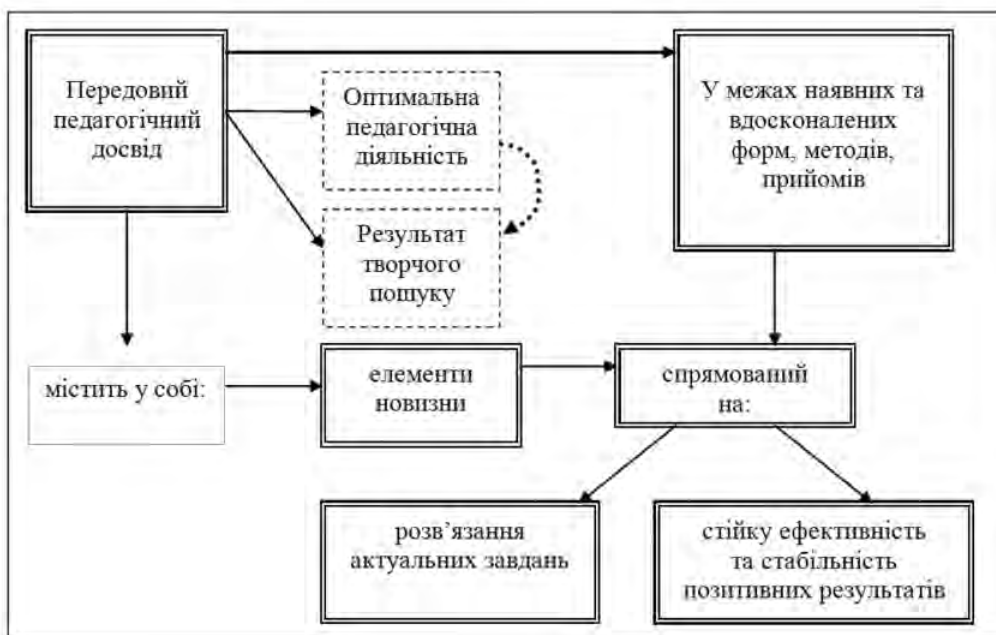 Передовий
педагогічний
досвід
Оптимальна
педагогічна
діяльність
У межах наявних та
вдосконалених
форм, методів,
прийомів
Результат
творчого
пошуку
містить у собі:
елементи
новизни
спрямований
на:
розв’язання
актуальних завдань
стійку ефективність
та стабільність
позитивних результатів